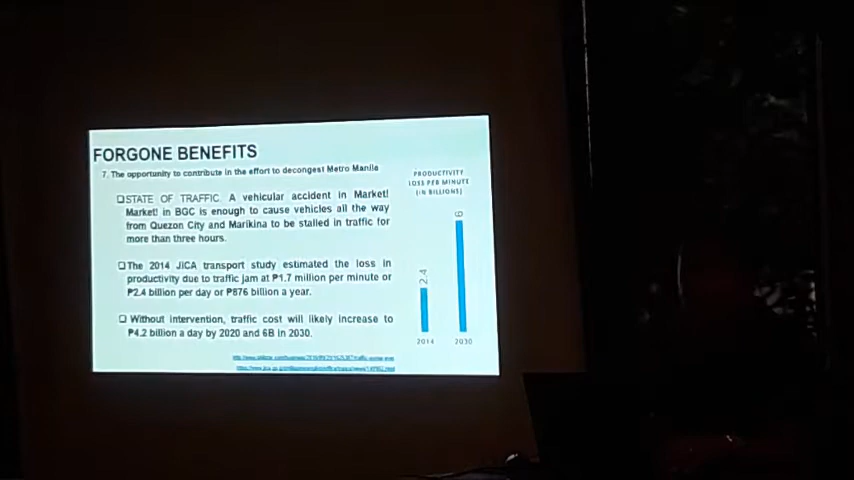 FORGONE BENEFITS
7. The opportunity to contribute in the effort to decongest Metro Manila
❑STATE OF TRAFFIC. A vehicular accident in Market!
Market! in BGC is enough to cause vehicles all the way
from Quezon City and Marikina to be stalled in traffic for
more than three hours.
❑The 2014 JICA transport study estimated the loss in
productivity due to traffic jam at ₱1.7 million per minute or
₱2.4 billion per day or ₱876 billion a year.
❑ Without intervention, traffic cost will likely increase to
₱4.2 billion a day by 2020 and 6B in 2030.
PRODUCTIVITY
LOSS PER MINUTE
(IN BILLIONS)
2.4
6
2014
2030